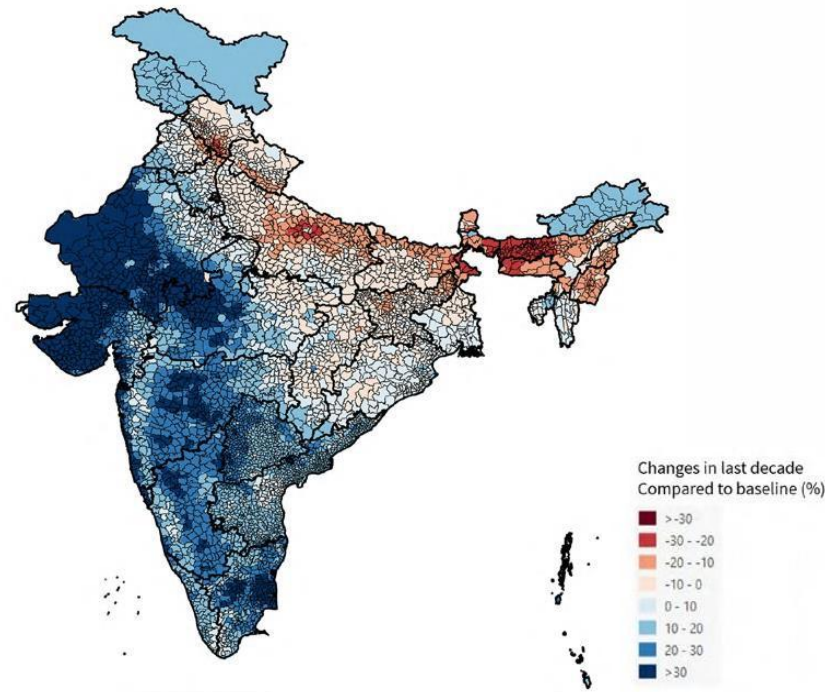 Changes in last decade
Compared to baseline (%)
>-30
-30 - -20
-20 - -10
-10 - 0
0 - 10
10 - 20
20 - 30
>30